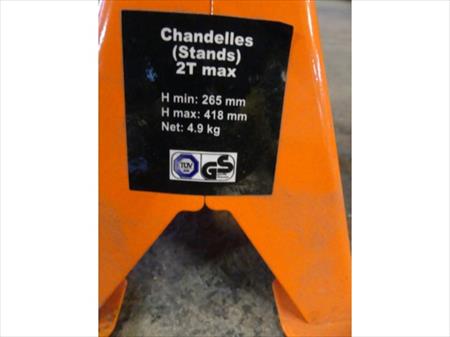 Chandelles
(Stands)
2T max
H min: 265 mm
H max: 418 mm
Net: 4.9 kg
TÜV
GS